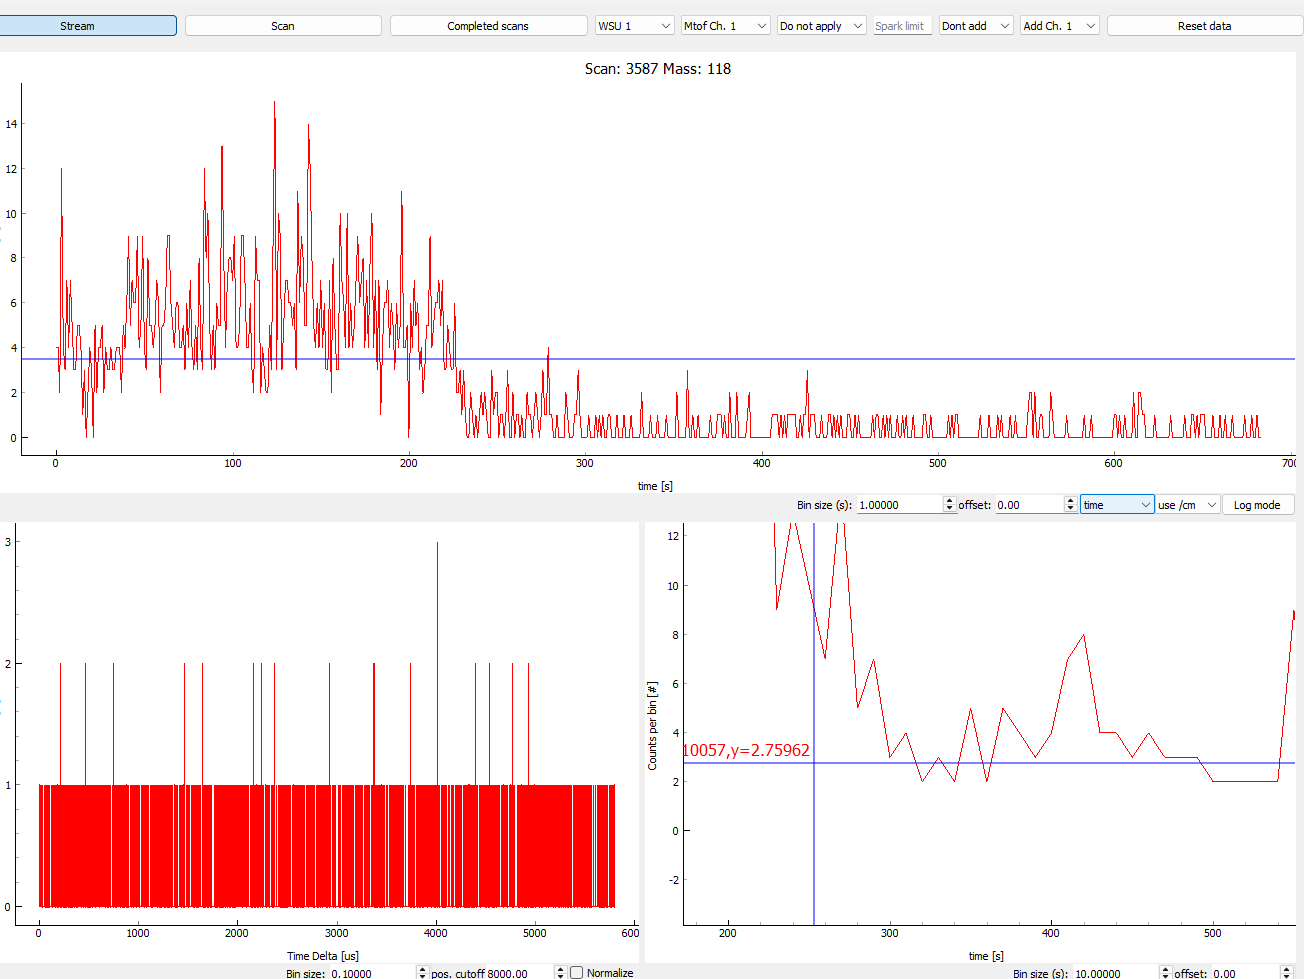 Stream Scan Completed scans WSU 1 Mtof Ch. 1 Do not apply Spark limit Dont add Add Ch. 1 Reset data
Scan: 3587 Mass: 118
14
12
10
8
6
4
2
0
0 100 200 300 400 500 600 700
time [s]
Bin size (s): 1.00000 offset: 0.00 time use /cm Log mode
3
2
1
0
0 1000 2000 3000 4000 5000 600
Time Delta [us]
Bin size: 0.10000 pos. cutoff 8000.00 Normalize
12
10
8
6
4
2
0
-2
Counts per bin [#]
10057,y=2.75962
200 300 400 500
time [s]
Bin size (s): 10.00000 offset: 0.00